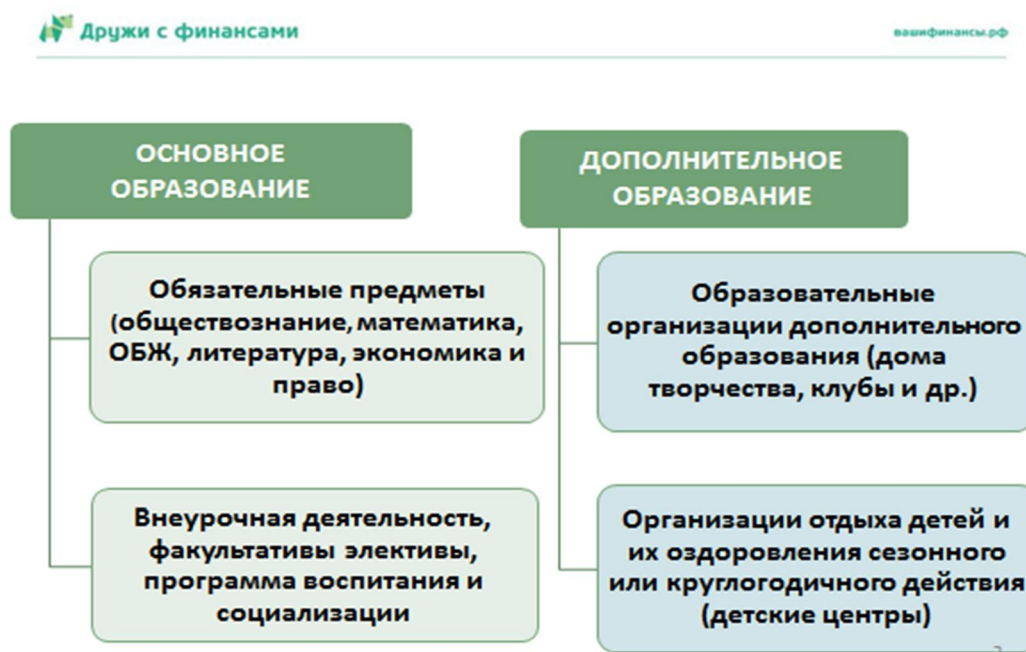 Дружи с финансами
вашифинансы.рф
ОСНОВНОЕ
ОБРАЗОВАНИЕ
Обязательные предметы
(обществознание, математика,
ОБЖ, литература, экономика и
право)
Внеурочная деятельность,
факультативы элективы,
программа воспитания и
социализации
ДОПОЛНИТЕЛЬНОЕ
ОБРАЗОВАНИЕ
Образовательные
организации дополнительного
образования (дома
творчества, клубы и др.)
Организации отдыха детей и
их оздоровления сезонного
или круглогодичного действия
(детские центры)